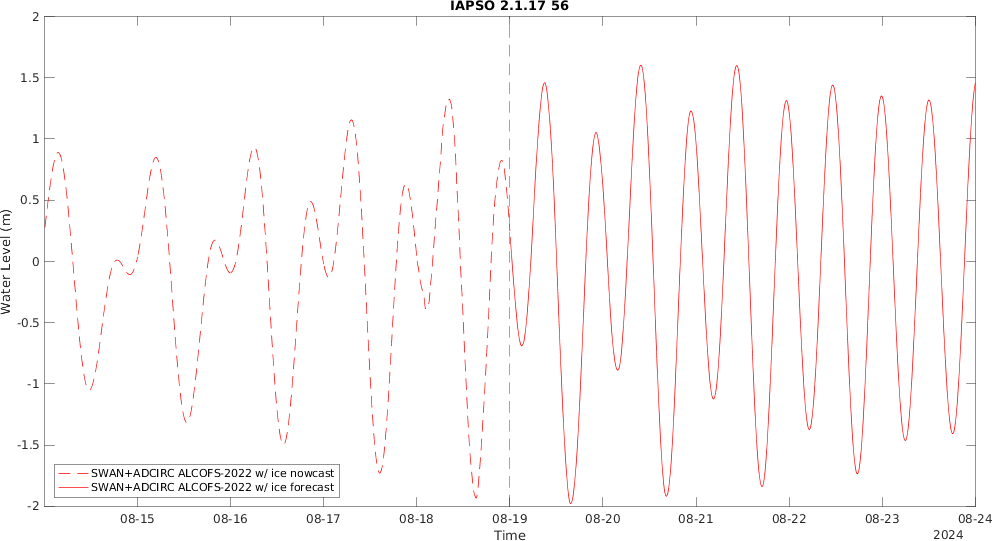 IAPSO 2.1.17 56
Water Level (m)
2
1.5
1
0.5
0
-0.5
-1
-1.5
-2
SWAN+ADCIRC ALCOFS-2022 w/ ice nowcast
SWAN+ADCIRC ALCOFS-2022 w/ ice forecast
08-15 08-16 08-17 08-18 08-19 08-20 08-21 08-22 08-23 08-24
Time
2024